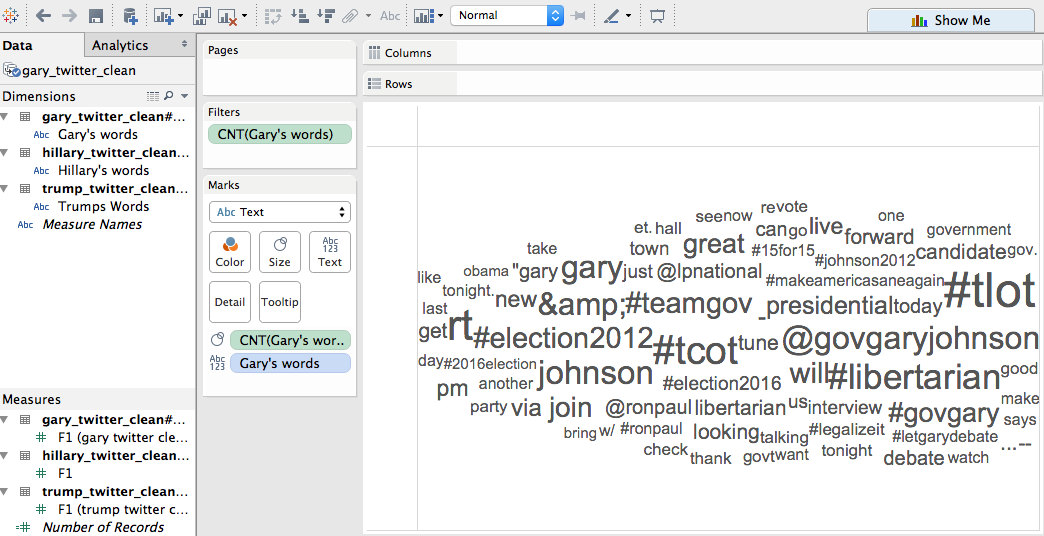 Abc
Normal
Show Me
Data
Analytics
gary_twitter_clean
Dimensions
gary_twitter_clean#...
Abc Gary's words
hillary_twitter_clean...
Abc Hillary's words
trump_twitter_clean...
Abc Trumps Words
Abc Measure Names
Measures
gary_twitter_clean#...
# F1 (gary twitter cle...
hillary_twitter_clean...
# F1
trump_twitter_clean...
# F1 (trump twitter c...
=# Number of Records
Pages
Filters
CNT(Gary's words)
Marks
Abc Text
Abc
123
Color
Size
Text
Detail
Tooltip
CNT(Gary's wor..
Abc
123
Gary's words
Columns
Rows
revote
seenow
one
et. hall
can go live
government
take
town
great
forward
#15for15
#johnson2012
candidate
gov.
like
obama
"gary
gary
just
@lpnational
#makeamericasaneagain
tonight.
#tlot
last
new
&amp;
#teamgov
_presidential
today
get
rt
#election2012
#tcot
tune
@govgaryjohnson
day
#2016election
johnson
will
#libertarian
good
pm
another
#election2016
make
party
via
join
@ronpaul
libertarian
us
interview
#govgary
says
bring
w/
#ronpaul
looking
talking
#legalizeit
#letgarydebate
...--
check
thank
govt
want
tonight
debate
watch